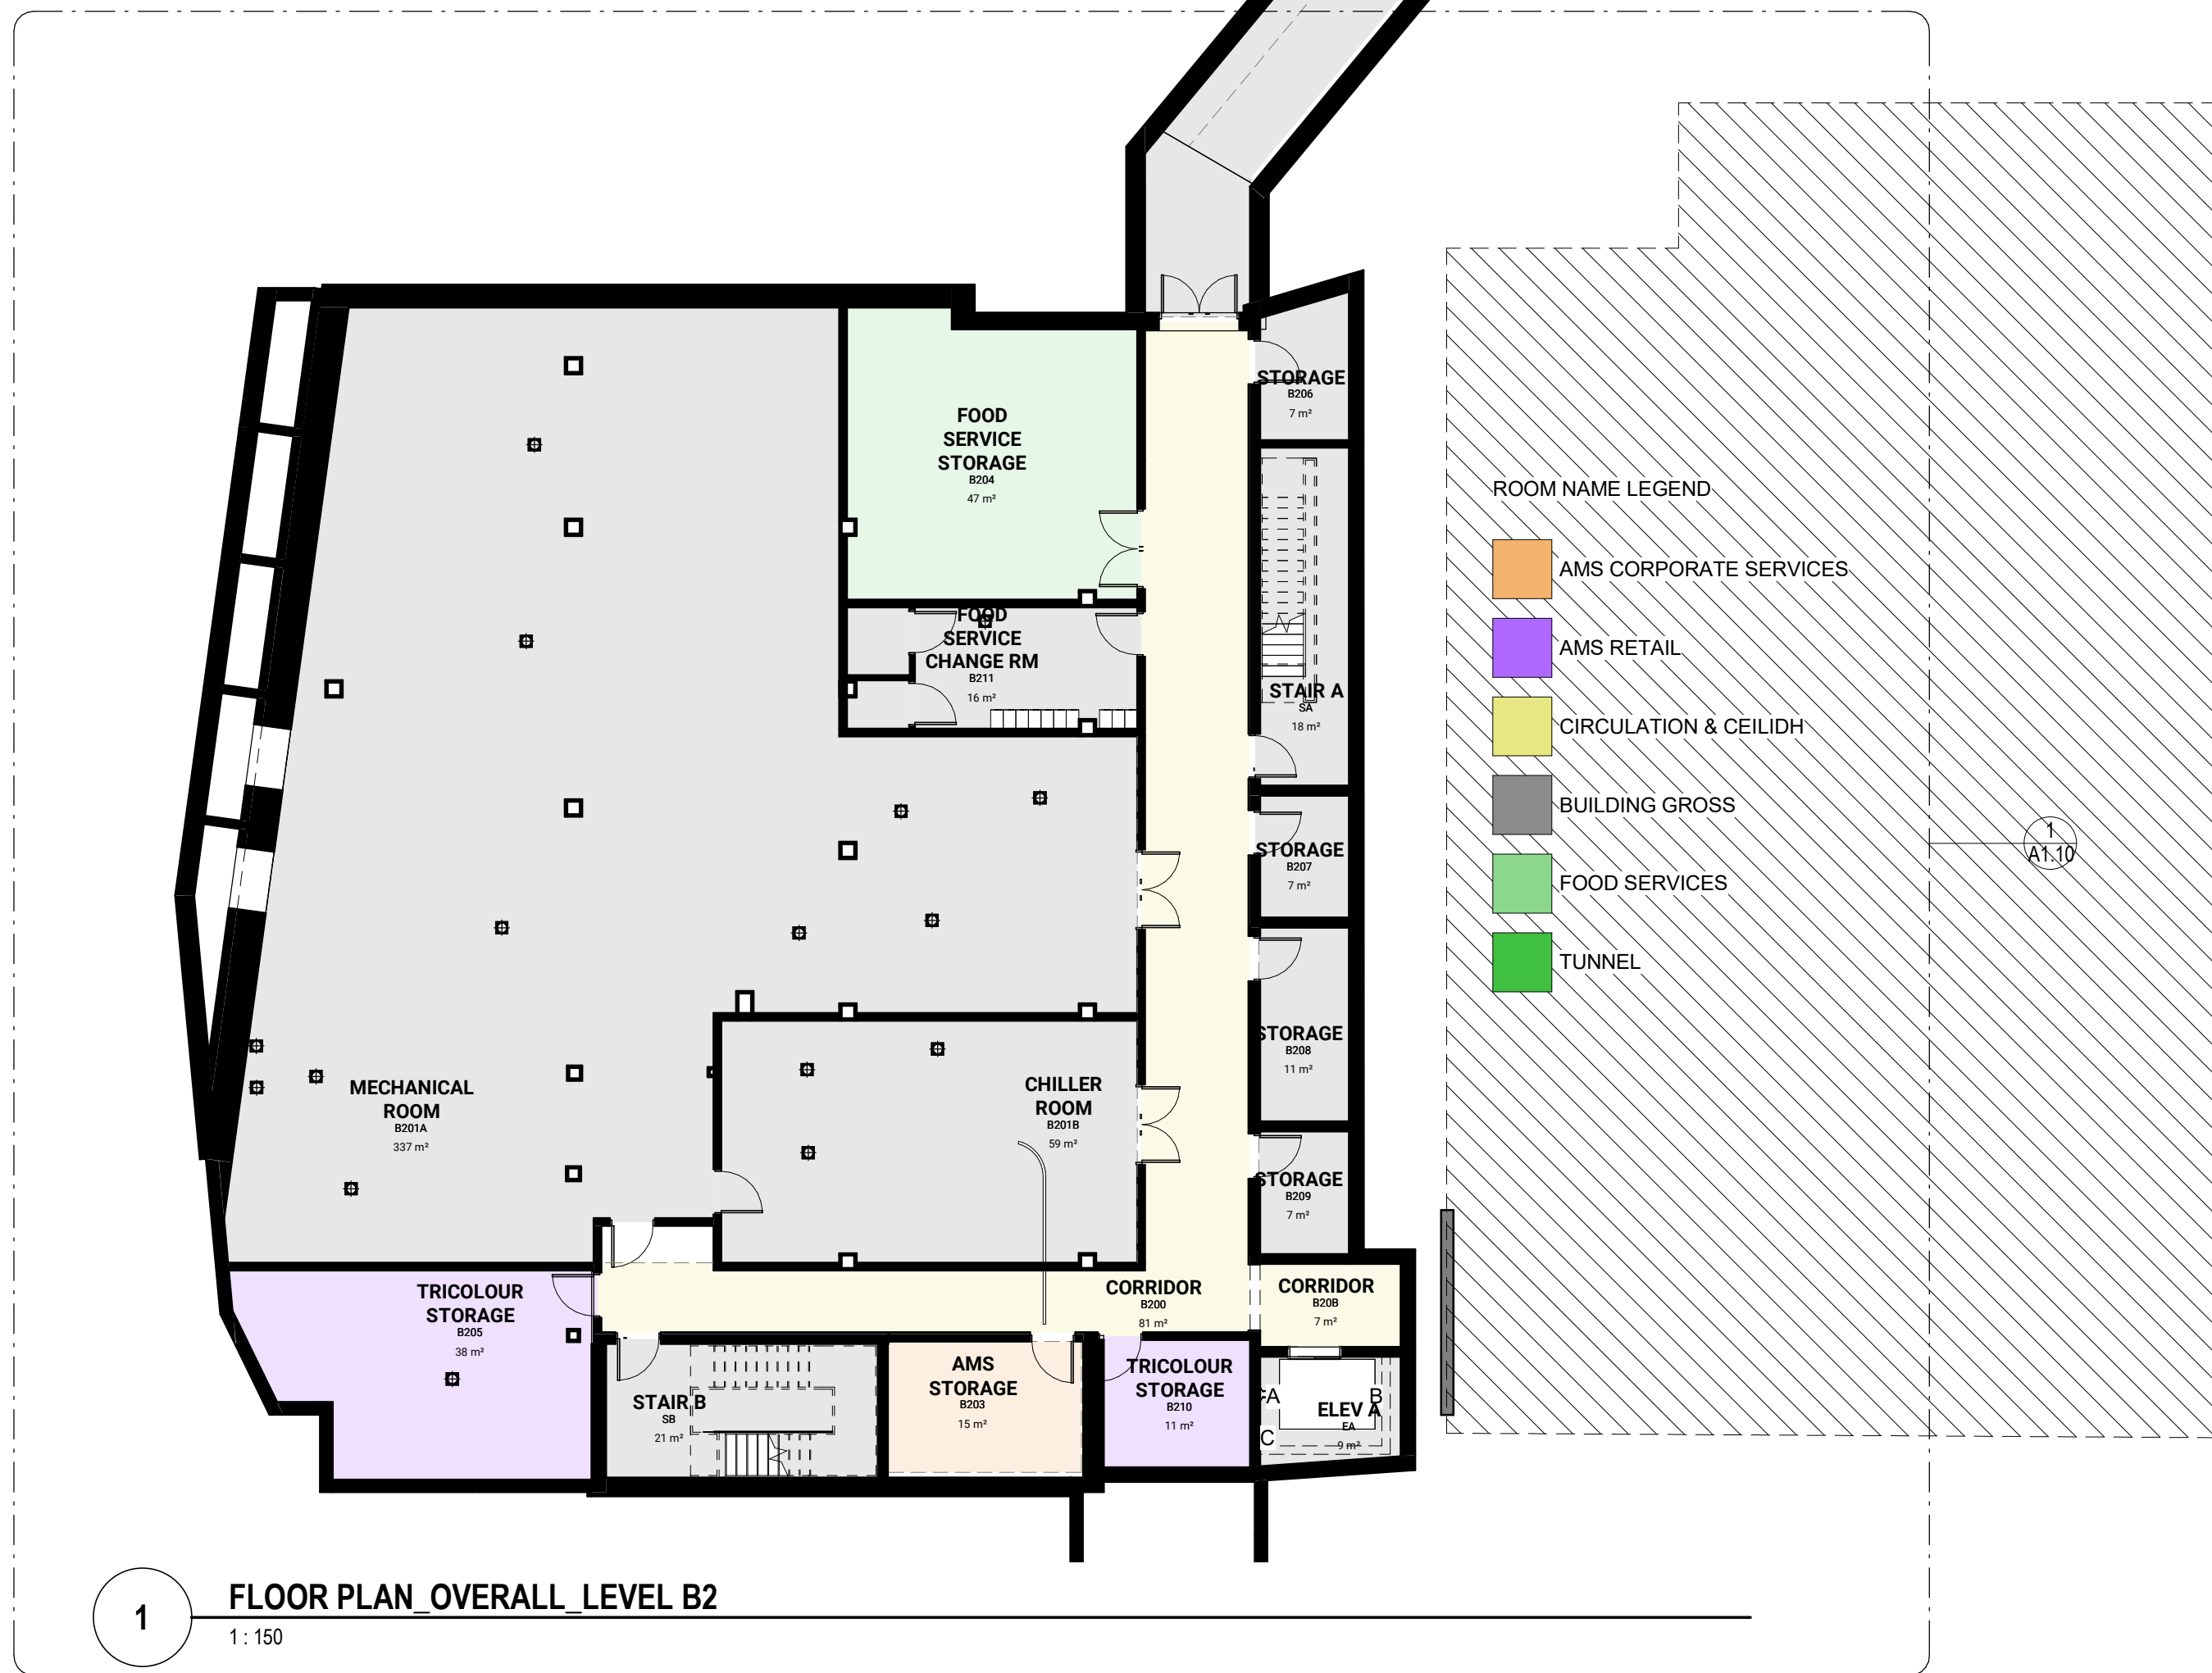 FOOD
SERVICE
STORAGE
B204
47 m²
STORAGE
B206
7 m²
FOOD
SERVICE
CHANGE RM
B211
16 m²
STAIR A
SA
18 m²
STORAGE
B207
7 m²
STORAGE
B208
11 m²
MECHANICAL
ROOM
B201A
337 m²
CHILLER
ROOM
B201B
59 m²
STORAGE
B209
7 m²
TRICOLOUR
STORAGE
B205
38 m²
CORRIDOR
B200
81 m²
CORRIDOR
B20B
7 m²
STAIR B
SB
21 m²
AMS
STORAGE
B203
15 m²
TRICOLOUR
STORAGE
B210
11 m²
A
B
C
ELEV A
EA
9 m²
ROOM NAME LEGEND
AMS CORPORATE SERVICES
AMS RETAIL
CIRCULATION & CEILIDH
BUILDING GROSS
FOOD SERVICES
TUNNEL
1
A1.10
1
FLOOR PLAN_OVERALL_LEVEL B2
1 : 150